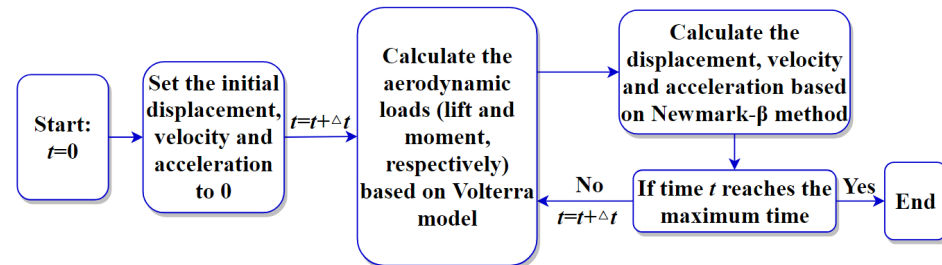 Start:
t=0
Set the initial
displacement,
velocity and
acceleration
to 0
t=t+△t
Calculate the
aerodynamic
loads (lift and
moment,
respectively)
based on Volterra
model
Calculate the
displacement, velocity
and acceleration based
on Newmark-β method
If time t reaches the
maximum time
No
t=t+△t
Yes
End